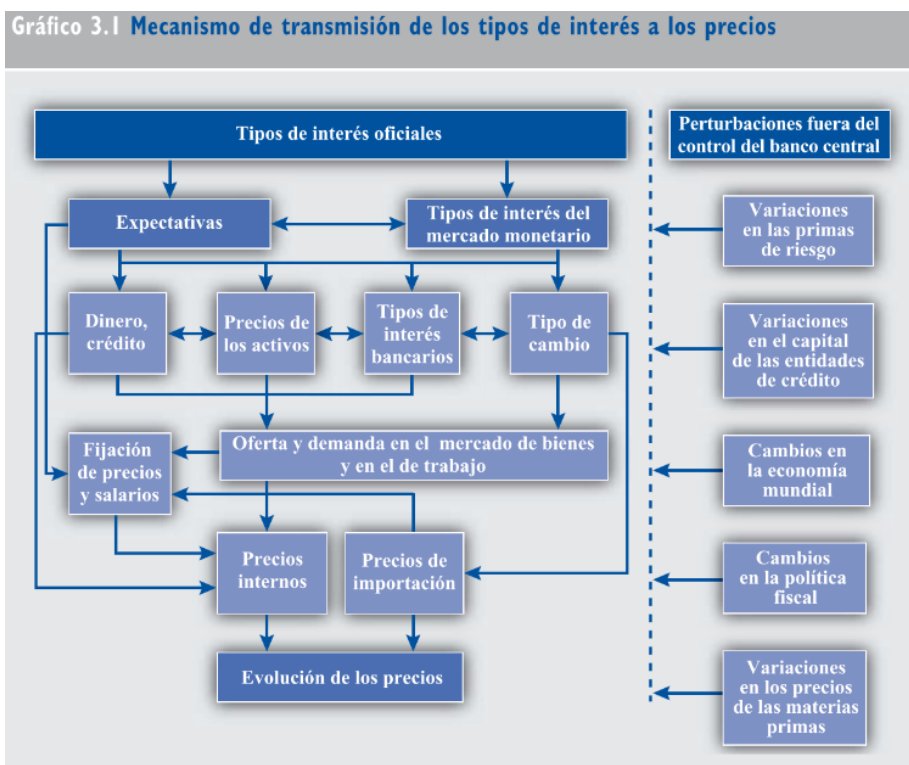 Gráfico 3.1 Mecanismo de transmisión de los tipos de interés a los precios
Tipos de interés oficiales
Perturbaciones fuera del
control del banco central
Expectativas
Tipos de interés del
mercado monetario
Variaciones
en las primas
de riesgo
Dinero,
crédito
Precios de
los activos
Tipos de
interés
bancarios
Tipo de
cambio
Variaciones
en el capital
de las entidades
de crédito
Fijación
de precios
y salarios
Oferta y demanda en el mercado de bienes
y en el de trabajo
Cambios en
la economía
mundial
Precios
internos
Precios de
importación
Cambios
en la política
fiscal
Evolución de los precios
Variaciones
en los precios
de las materias
primas